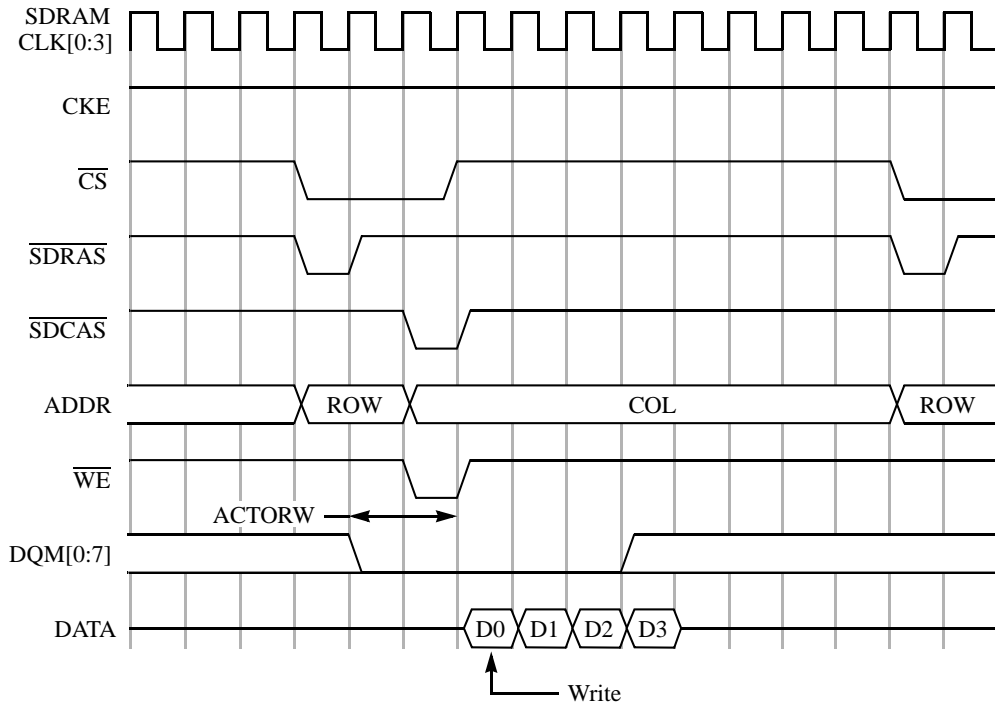 SDRAM
CLK[0:3]
CKE
CS
SDRAS
SDCAS
ADDR ROW COL ROW
WE
ACTORW
DQM[0:7]
DATA D0 D1 D2 D3
Write